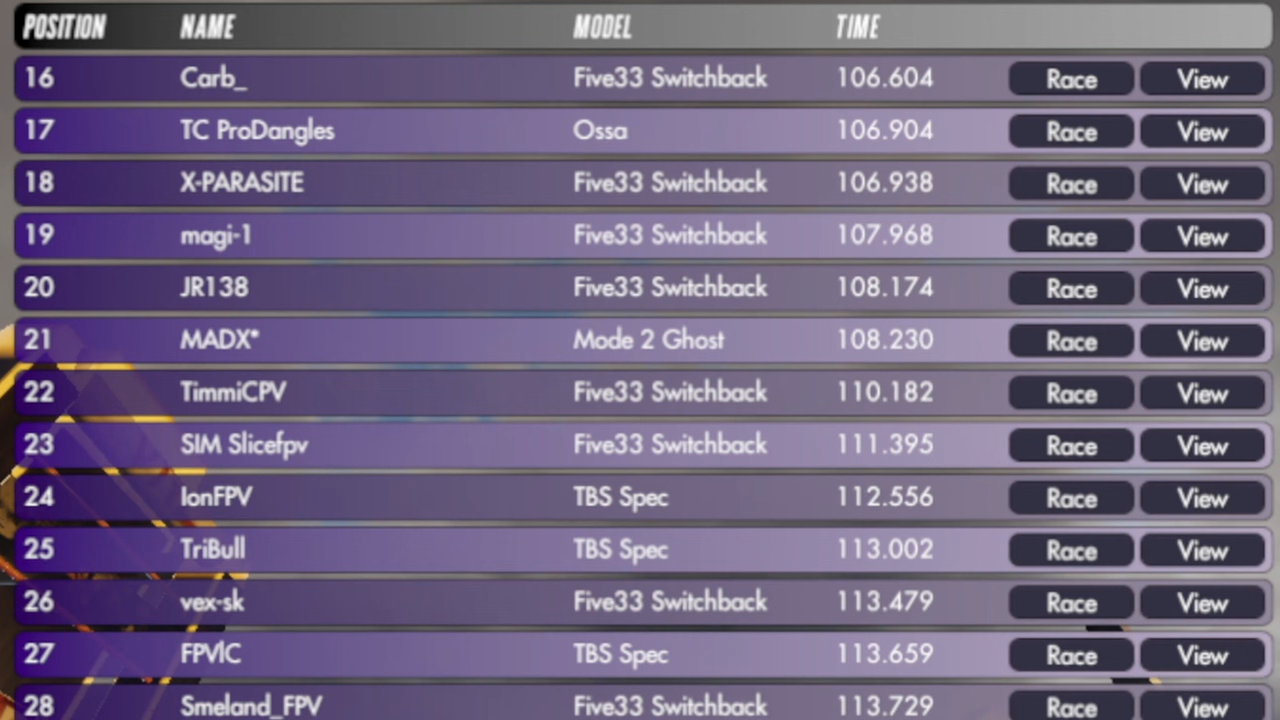 POSITION NAME MODEL TIME
16 Carb_ Five33 Switchback 106.604 Race View
17 TC ProDangles Ossa 106.904 Race View
18 X-PARASITE Five33 Switchback 106.938 Race View
19 magi-1 Five33 Switchback 107.968 Race View
20 JR138 Five33 Switchback 108.174 Race View
21 MADX* Mode 2 Ghost 108.230 Race View
22 TimmiCPV Five33 Switchback 110.182 Race View
23 SIM Slicefpv Five33 Switchback 111.395 Race View
24 IonFPV TBS Spec 112.556 Race View
25 TriBull TBS Spec 113.002 Race View
26 vex-sk Five33 Switchback 113.479 Race View
27 FPVlC TBS Spec 113.659 Race View
28 Smeland_FPV Five33 Switchback 113.729 Race View